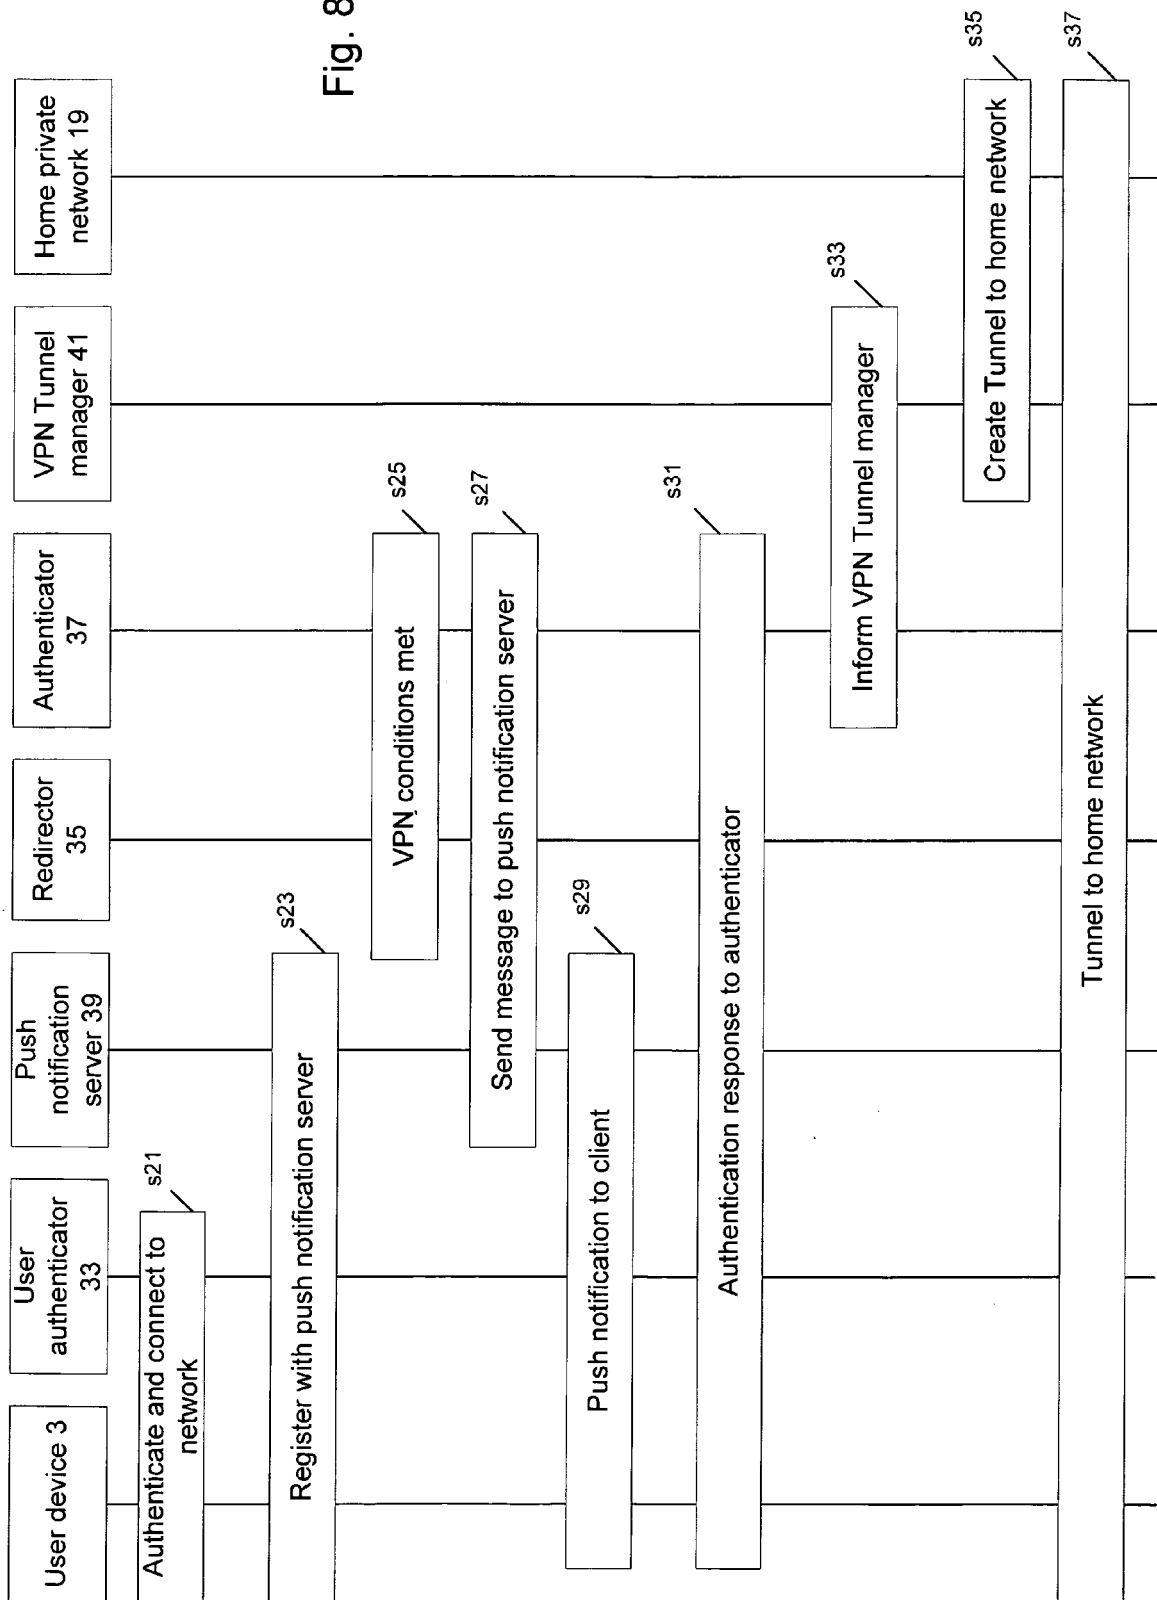 Fig. 8
User device 3
User
authenticator
33
Push
notification
server 39
Redirector
35
Authenticator
37
VPN Tunnel
manager 41
Home private
network 19
Authenticate and connect to
network
s21
Register with push notification server
s23
VPN conditions met
s25
Send message to push notification server
s27
Push notification to client
s29
Authentication response to authenticator
s31
Inform VPN Tunnel manager
s33
Create Tunnel to home network
s35
Tunnel to home network
s37